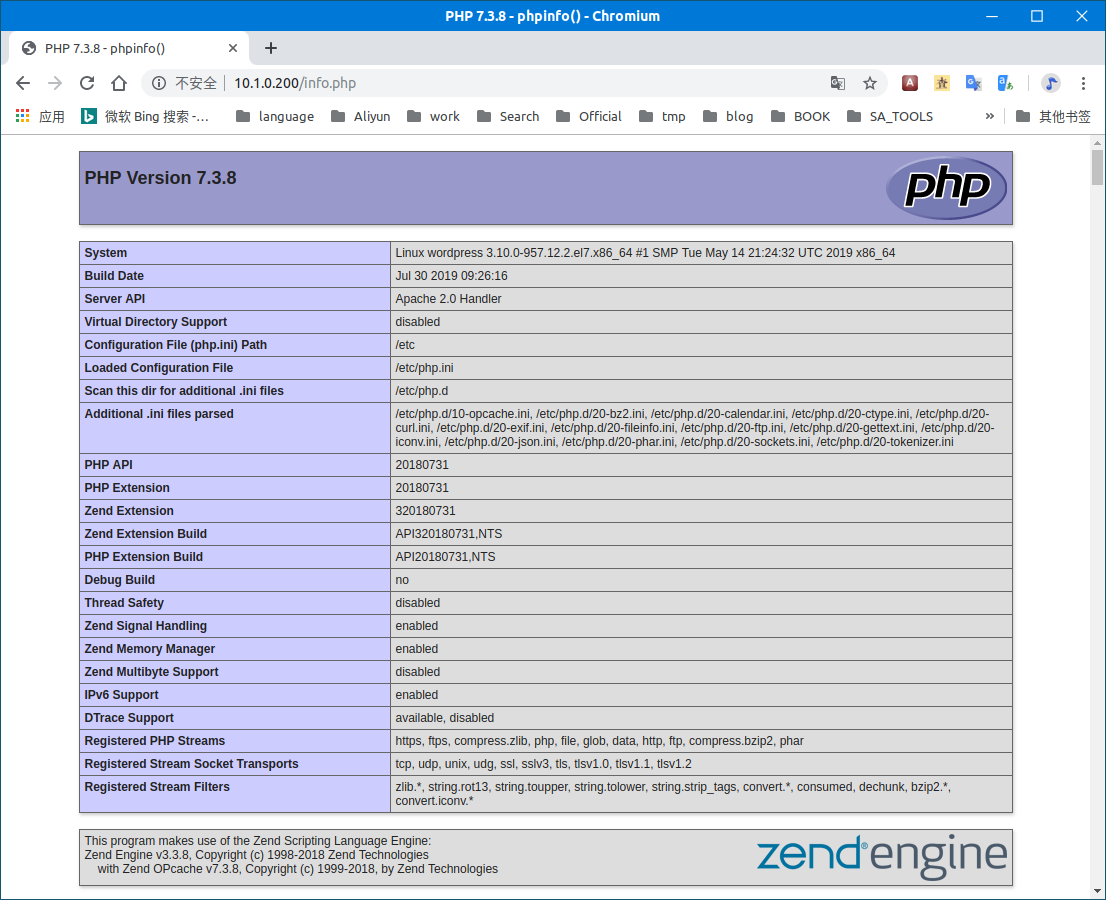 PHP 7.3.8 - phpinfo() - Chromium
PHP 7.3.8 - phpinfo()
不安全 10.1.0.200/info.php
应用 微软 Bing 搜索 -... language Aliyun work Search Official tmp blog BOOK SA_TOOLS » 其他书签
PHP Version 7.3.8
php
System Linux wordpress 3.10.0-957.12.2.el7.x86_64 #1 SMP Tue May 14 21:24:32 UTC 2019 x86_64
Build Date Jul 30 2019 09:26:16
Server API Apache 2.0 Handler
Virtual Directory Support disabled
Configuration File (php.ini) Path /etc
Loaded Configuration File /etc/php.ini
Scan this dir for additional .ini files /etc/php.d
Additional .ini files parsed /etc/php.d/10-opcache.ini, /etc/php.d/20-bz2.ini, /etc/php.d/20-calendar.ini, /etc/php.d/20-ctype.ini, /etc/php.d/20-
curl.ini, /etc/php.d/20-exif.ini, /etc/php.d/20-fileinfo.ini, /etc/php.d/20-ftp.ini, /etc/php.d/20-gettext.ini, /etc/php.d/20-
iconv.ini, /etc/php.d/20-json.ini, /etc/php.d/20-phar.ini, /etc/php.d/20-sockets.ini, /etc/php.d/20-tokenizer.ini
PHP API 20180731
PHP Extension 20180731
Zend Extension 320180731
Zend Extension Build API320180731,NTS
PHP Extension Build API20180731,NTS
Debug Build no
Thread Safety disabled
Zend Signal Handling enabled
Zend Memory Manager enabled
Zend Multibyte Support disabled
IPv6 Support enabled
DTrace Support available, disabled
Registered PHP Streams https, ftps, compress.zlib, php, file, glob, data, http, ftp, compress.bzip2, phar
Registered Stream Socket Transports tcp, udp, unix, udg, ssl, sslv3, tls, tlsv1.0, tlsv1.1, tlsv1.2
Registered Stream Filters zlib.*, string.rot13, string.toupper, string.tolower, string.strip_tags, convert.*, consumed, dechunk, bzip2.*,
convert.iconv.*
This program makes use of the Zend Scripting Language Engine:
Zend Engine v3.3.8, Copyright (c) 1998-2018 Zend Technologies
with Zend OPcache v7.3.8, Copyright (c) 1999-2018, by Zend Technologies
zend®engine